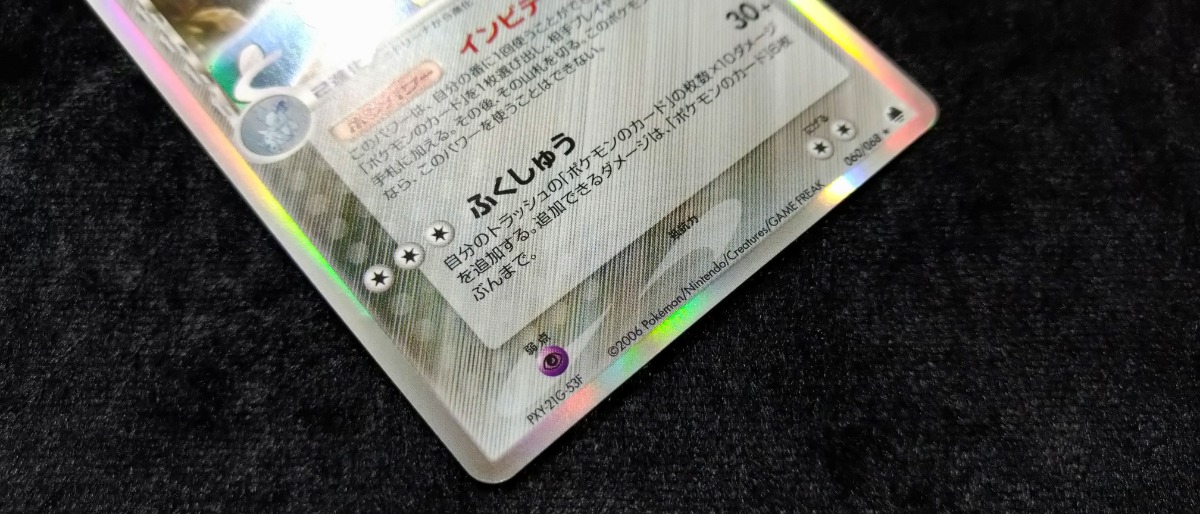 2進化
インビテ
このパワーは、自分の番に1回使うことがで
「ポケモンのカード」を1枚選び出し、相手プレイヤ
手札に加える。その後、その山札を切る。このポケモ
なら、このパワーを使うことはできない。
ふくしゅう
30+
自分のトラッシュの「ポケモンのカード」の枚数×10ダメージ
を追加する。追加できるダメージは、「ポケモンのカード」
ぶんまで。
弱点
抵抗力
にげる
PXY-21G-53F
©2006 Pokémon/Nintendo/Creatures/GAME FREAK
060/068 ★